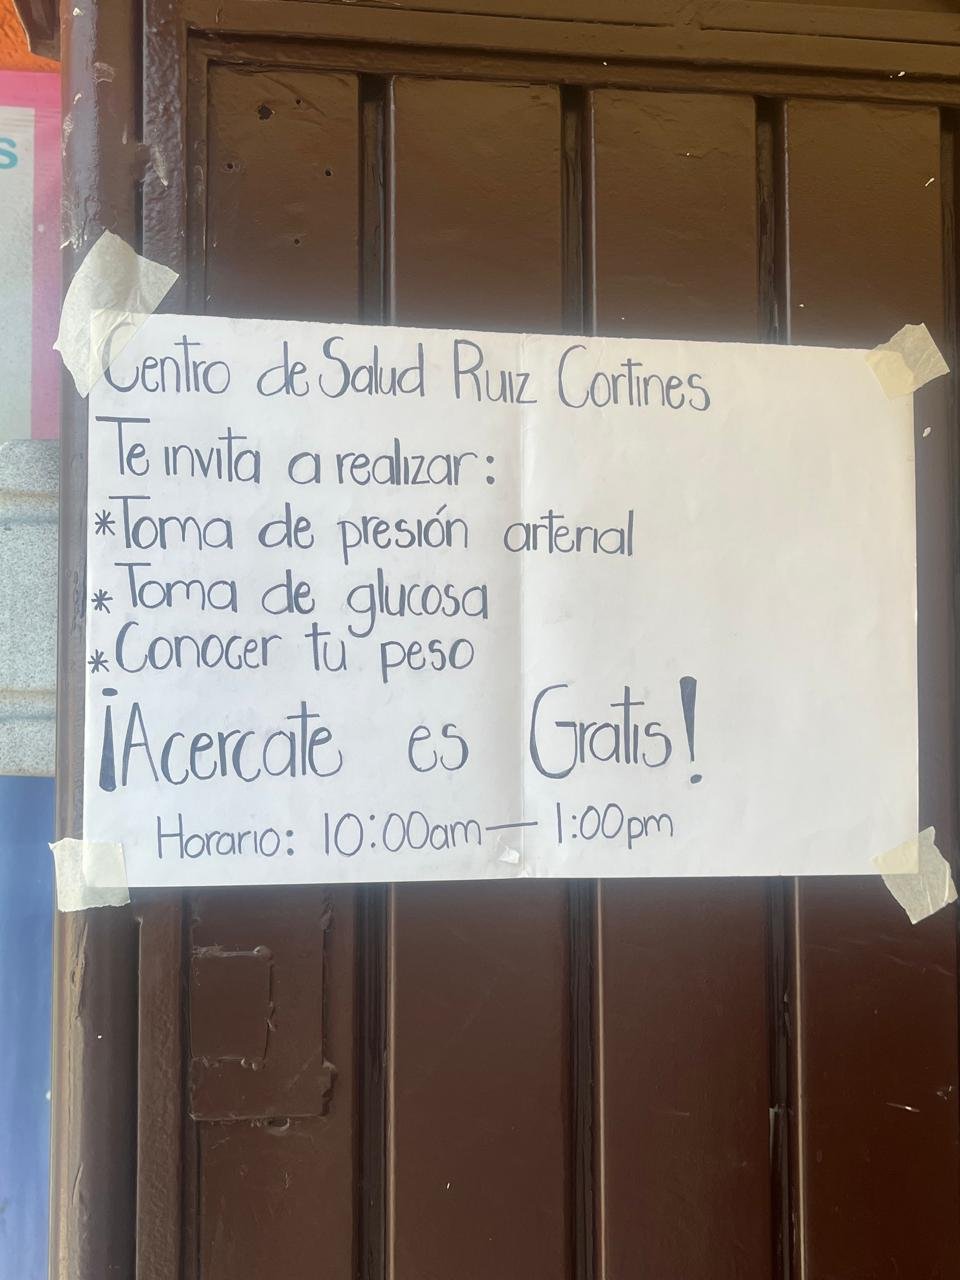 S
Centro de Salud Ruiz Cortines
Te invita a realizar:
*Toma de presión arterial
*Toma de glucosa
*Conocer tu peso
¡Acercate es Gratis!
Horario: 10:00am — 1:00pm